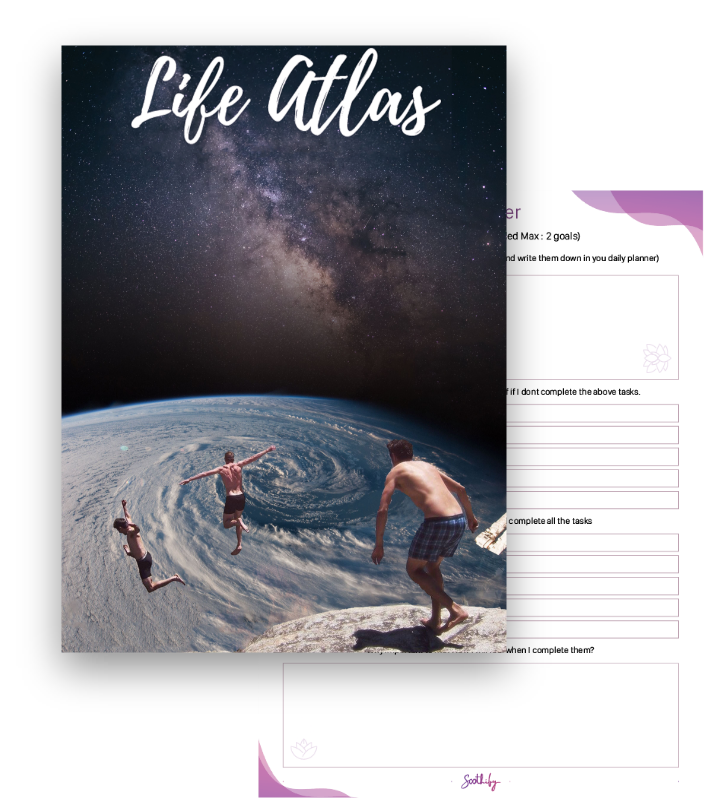 Life Atlas
er
ed Max : 2 goals)
nd write them down in you daily planner)
f if I dont complete the above tasks.
complete all the tasks
when I complete them?
Soothify